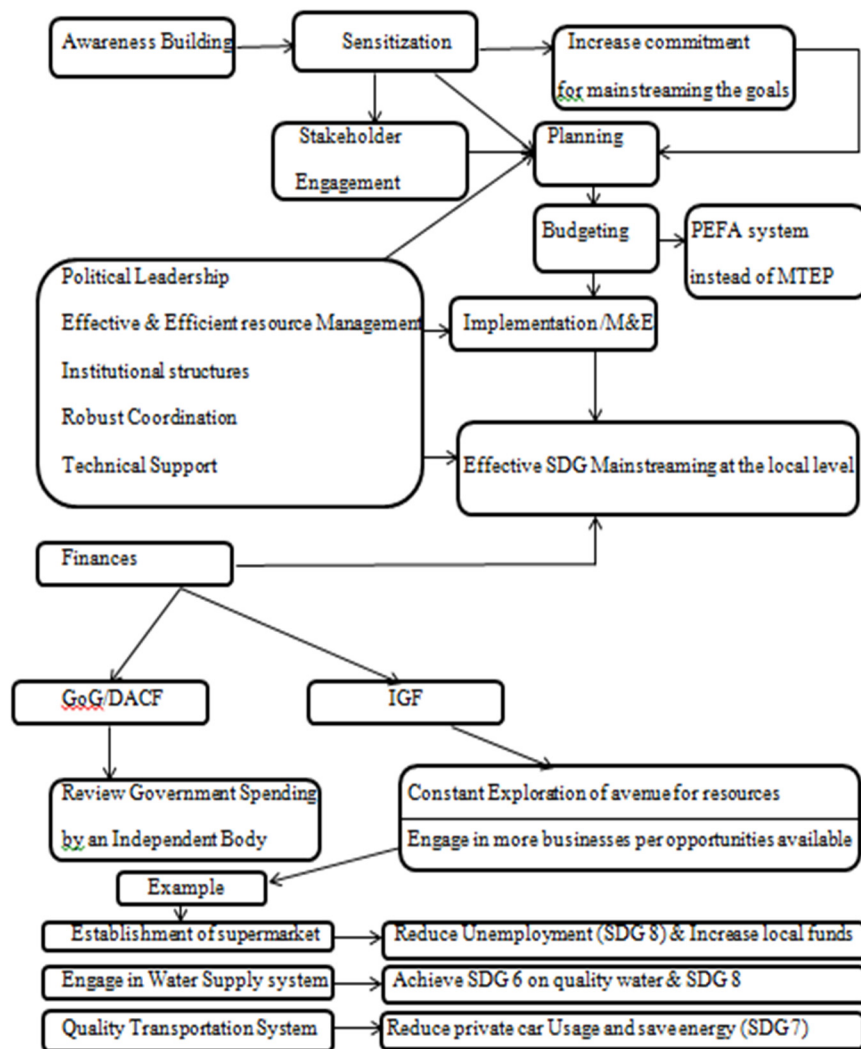 Awareness Building
Sensitization
Increase commitment
for mainstreaming the goals
Stakeholder
Engagement
Planning
Budgeting
PEFA system
instead of MTEP
Political Leadership
Effective & Efficient resource Management
Institutional structures
Robust Coordination
Technical Support
Implementation /M&E
Effective SDG Mainstreaming at the local level
Finances
GoG/DACF
IGF
Review Government Spending
by an Independent Body
Constant Exploration of avenue for resources
Engage in more businesses per opportunities available
Example
Establishment of supermarket
Reduce Unemployment (SDG 8) & Increase local funds
Engage in Water Supply system
Achieve SDG 6 on quality water & SDG 8
Quality Transportation System
Reduce private car Usage and save energy (SDG 7)